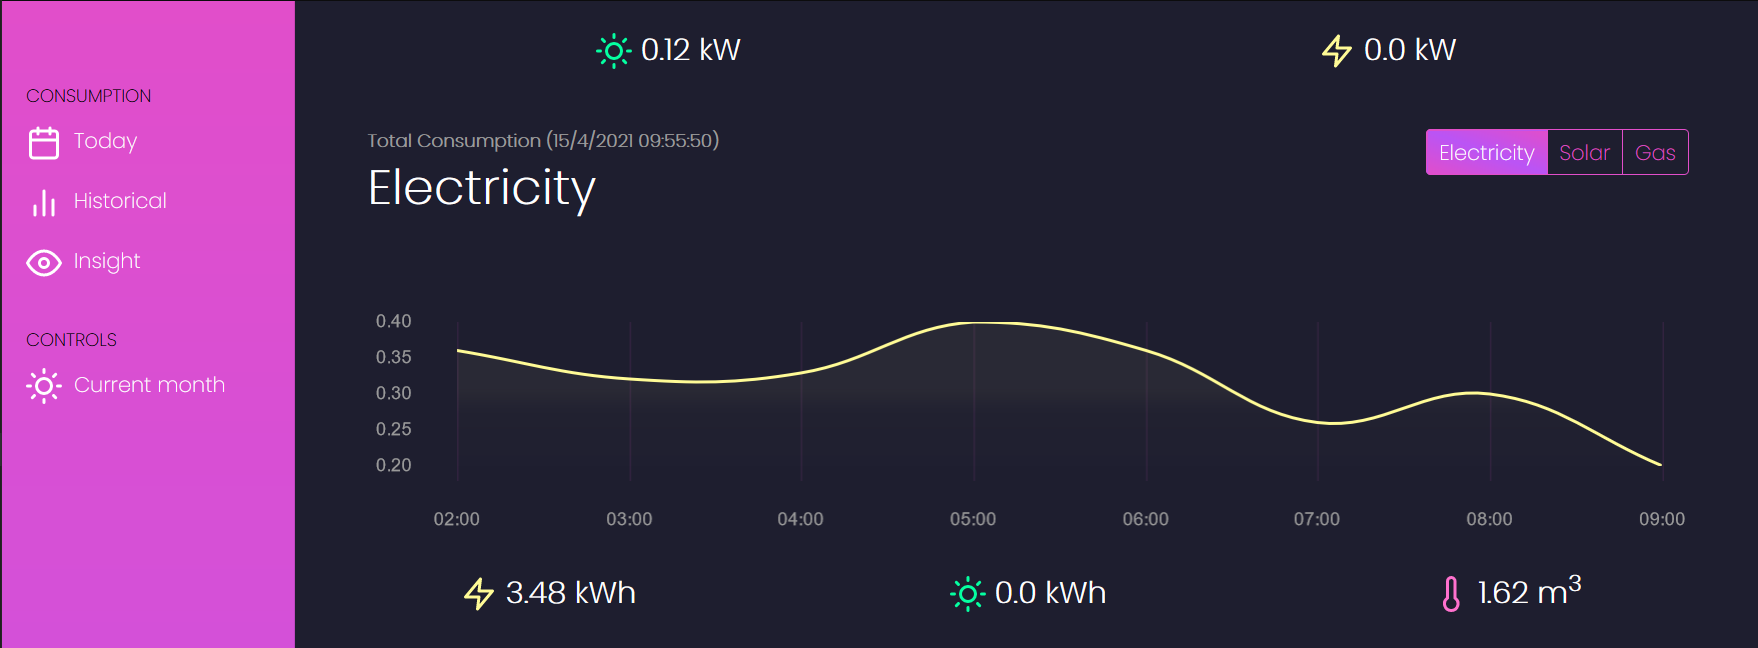 0.12 kW
0.0 kW
CONSUMPTION
Today
Historical
Insight
CONTROLS
Current month
Total Consumption (15/4/2021 09:55:50)
Electricity
Electricity Solar Gas
0.40
0.35
0.30
0.25
0.20
02:00 03:00 04:00 05:00 06:00 07:00 08:00 09:00
3.48 kWh
0.0 kWh
1.62 m³